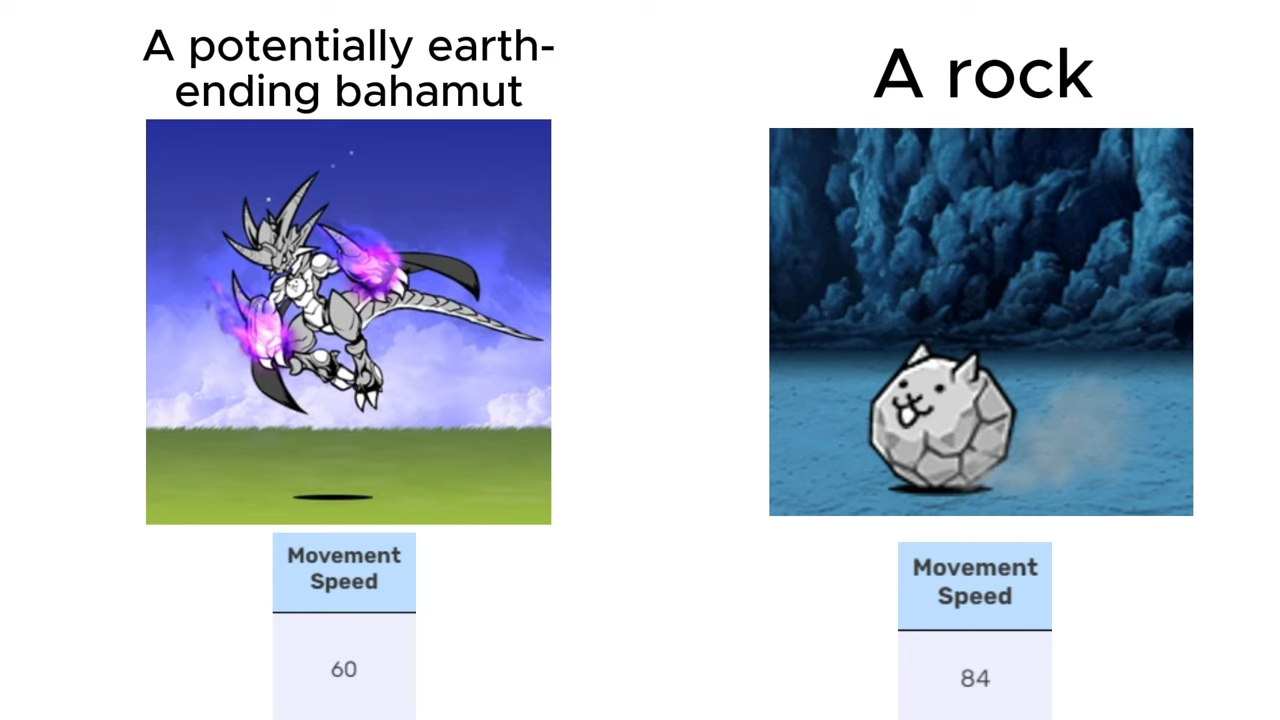 A potentially earth-
ending bahamut
A rock
Movement
Speed
60
Movement
Speed
84